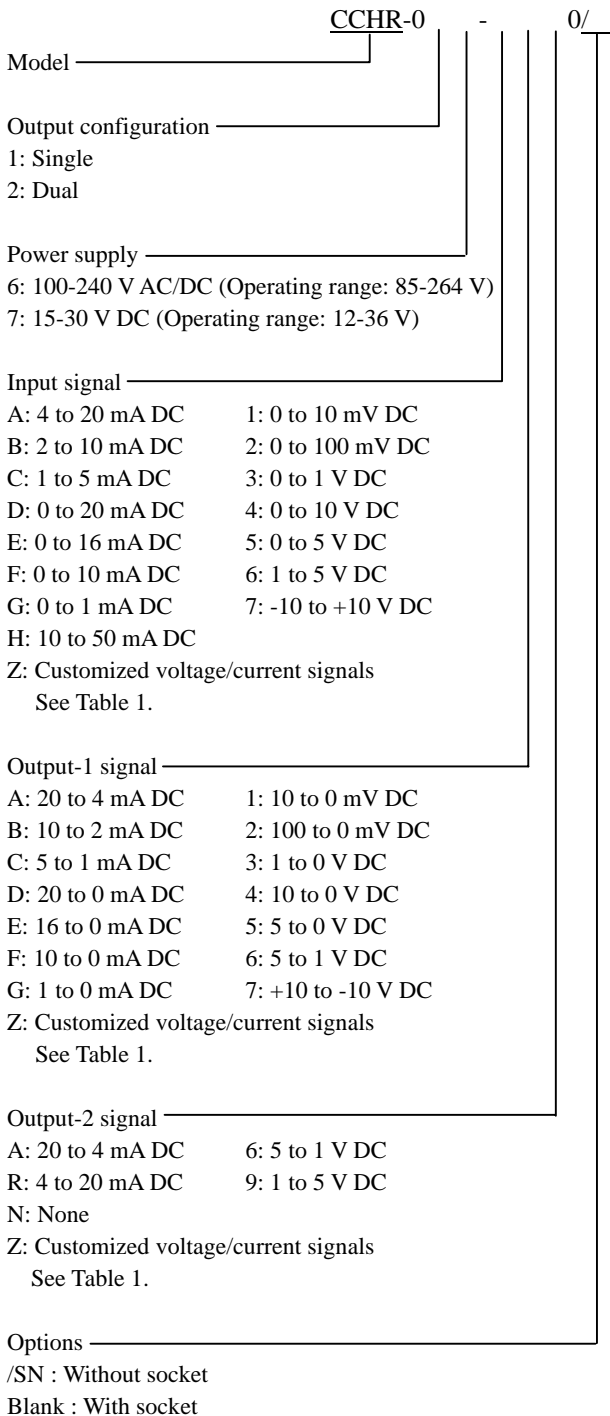 CCHR-0 - 0/
Model
Output configuration
1: Single
2: Dual
Power supply
6: 100-240 V AC/DC (Operating range: 85-264 V)
7: 15-30 V DC (Operating range: 12-36 V)
Input signal
A: 4 to 20 mA DC 1: 0 to 10 mV DC
B: 2 to 10 mA DC 2: 0 to 100 mV DC
C: 1 to 5 mA DC 3: 0 to 1 V DC
D: 0 to 20 mA DC 4: 0 to 10 V DC
E: 0 to 16 mA DC 5: 0 to 5 V DC
F: 0 to 10 mA DC 6: 1 to 5 V DC
G: 0 to 1 mA DC 7: -10 to +10 V DC
H: 10 to 50 mA DC
Z: Customized voltage/current signals
See Table 1.
Output-1 signal
A: 20 to 4 mA DC 1: 10 to 0 mV DC
B: 10 to 2 mA DC 2: 100 to 0 mV DC
C: 5 to 1 mA DC 3: 1 to 0 V DC
D: 20 to 0 mA DC 4: 10 to 0 V DC
E: 16 to 0 mA DC 5: 5 to 0 V DC
F: 10 to 0 mA DC 6: 5 to 1 V DC
G: 1 to 0 mA DC 7: +10 to -10 V DC
Z: Customized voltage/current signals
See Table 1.
Output-2 signal
A: 20 to 4 mA DC 6: 5 to 1 V DC
R: 4 to 20 mA DC 9: 1 to 5 V DC
N: None
Z: Customized voltage/current signals
See Table 1.
Options
/SN : Without socket
Blank : With socket